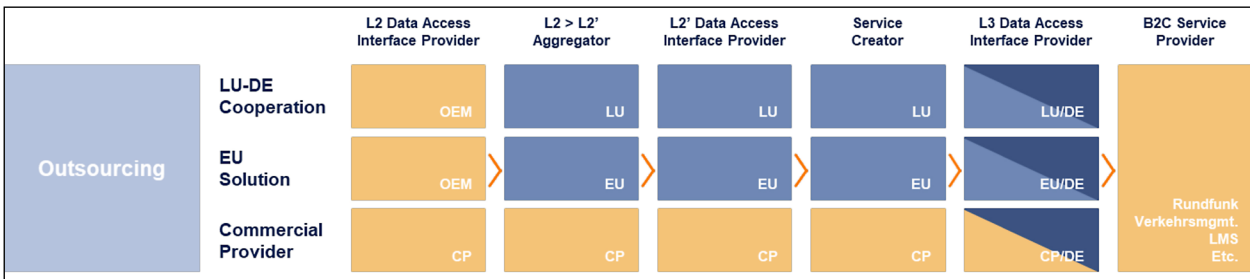 L2 Data Access
Interface Provider
L2 > L2’
Aggregator
L2’ Data Access
Interface Provider
Service
Creator
L3 Data Access
Interface Provider
B2C Service
Provider
Outsourcing
LU-DE
Cooperation
OEM
LU
LU
LU
LU/DE
EU
Solution
OEM
EU
EU
EU
EU/DE
Commercial
Provider
CP
CP
CP
CP
CP/DE
Rundfunk
Verkehrsmgmt.
LMS
Etc.